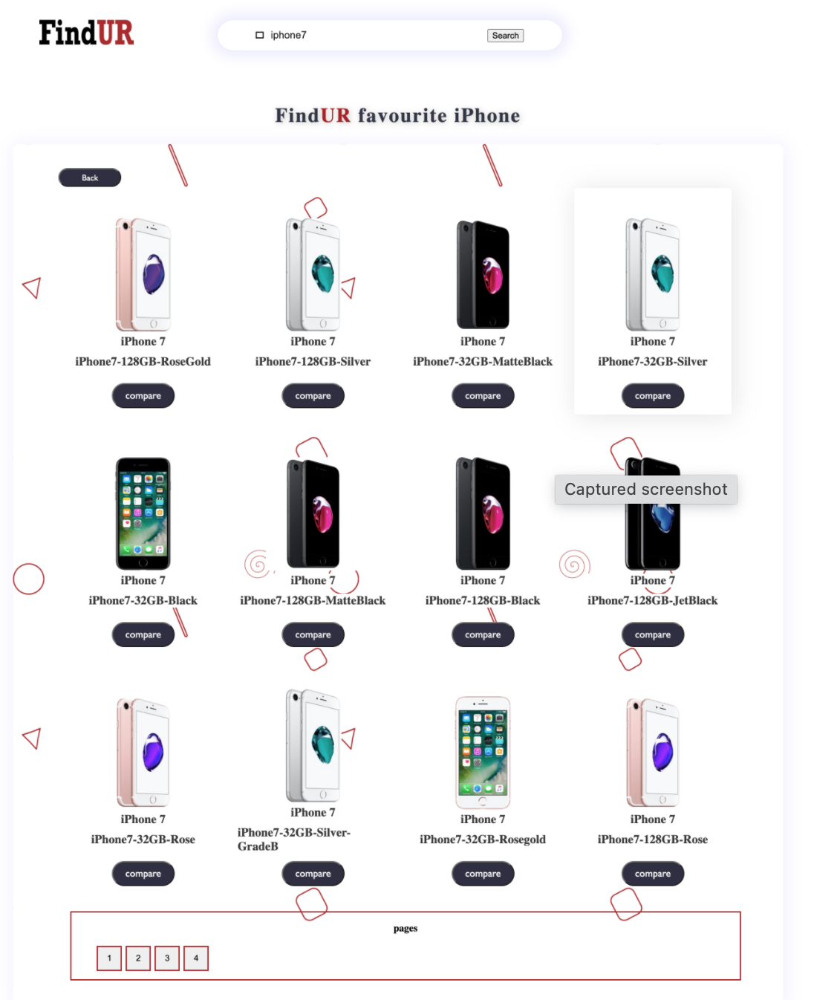 FindUR
iphone7
Search
FindUR favourite iPhone
Back
iPhone 7
iPhone7-128GB-RoseGold
compare
iPhone 7
iPhone7-128GB-Silver
compare
iPhone 7
iPhone7-32GB-MatteBlack
compare
iPhone 7
iPhone7-32GB-Silver
compare
iPhone 7
iPhone7-32GB-Black
compare
iPhone 7
iPhone7-128GB-MatteBlack
compare
iPhone 7
iPhone7-128GB-Black
compare
Captured screenshot
iPhone 7
iPhone7-128GB-JetBlack
compare
iPhone 7
iPhone7-32GB-Rose
compare
iPhone 7
iPhone7-32GB-Silver-
GradeB
compare
iPhone 7
iPhone7-32GB-Rosegold
compare
iPhone 7
iPhone7-128GB-Rose
compare
pages
1 2 3 4